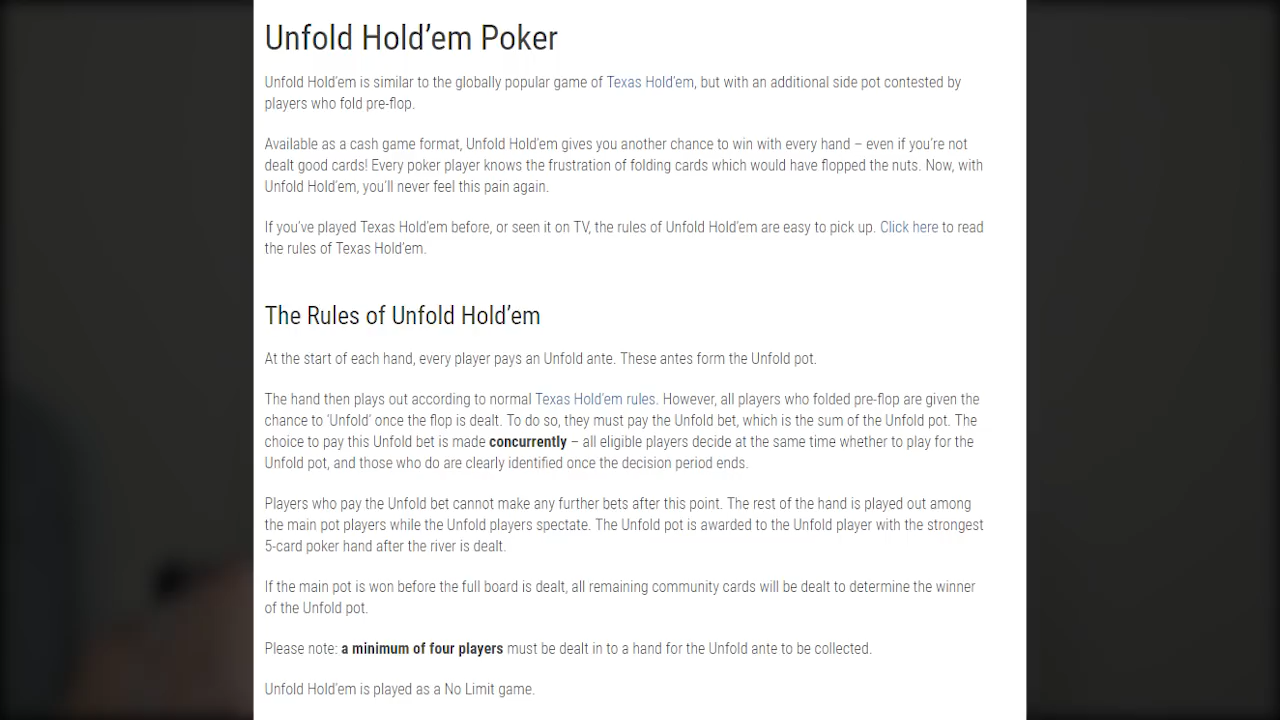 Unfold Hold’em Poker
Unfold Hold’em is similar to the globally popular game of Texas Hold’em, but with an additional side pot contested by
players who fold pre-flop.
Available as a cash game format, Unfold Hold’em gives you another chance to win with every hand – even if you’re not
dealt good cards! Every poker player knows the frustration of folding cards which would have flopped the nuts. Now, with
Unfold Hold’em, you’ll never feel this pain again.
If you’ve played Texas Hold’em before, or seen it on TV, the rules of Unfold Hold’em are easy to pick up. Click here to read
the rules of Texas Hold’em.
The Rules of Unfold Hold’em
At the start of each hand, every player pays an Unfold ante. These antes form the Unfold pot.
The hand then plays out according to normal Texas Hold’em rules. However, all players who folded pre-flop are given the
chance to ‘Unfold’ once the flop is dealt. To do so, they must pay the Unfold bet, which is the sum of the Unfold pot. The
choice to pay this Unfold bet is made concurrently – all eligible players decide at the same time whether to play for the
Unfold pot, and those who do are clearly identified once the decision period ends.
Players who pay the Unfold bet cannot make any further bets after this point. The rest of the hand is played out among
the main pot players while the Unfold players spectate. The Unfold pot is awarded to the Unfold player with the strongest
5-card poker hand after the river is dealt.
If the main pot is won before the full board is dealt, all remaining community cards will be dealt to determine the winner
of the Unfold pot.
Please note: a minimum of four players must be dealt in to a hand for the Unfold ante to be collected.
Unfold Hold’em is played as a No Limit game.